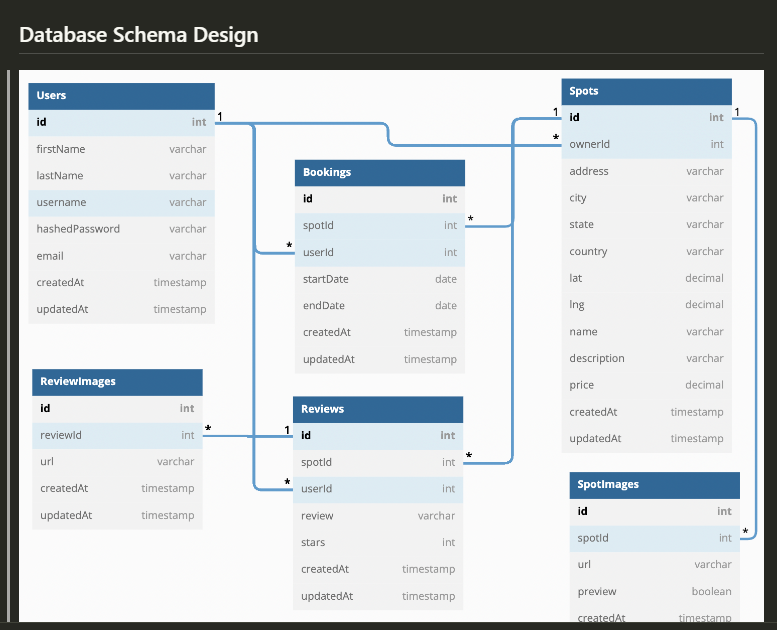 Database Schema Design
Users
id int
firstName varchar
lastName varchar
username varchar
hashedPassword varchar
email varchar
createdAt timestamp
updatedAt timestamp
1
Bookings
id int
spotId int
userId int
startDate date
endDate date
createdAt timestamp
updatedAt timestamp
*
*
Spots
id int
ownerId int
address varchar
city varchar
state varchar
country varchar
lat decimal
lng decimal
name varchar
description varchar
price decimal
createdAt timestamp
updatedAt timestamp
1
1
*
ReviewImages
id int
reviewId int
url varchar
createdAt timestamp
updatedAt timestamp
*
Reviews
id int
spotId int
userId int
review varchar
stars int
createdAt timestamp
updatedAt timestamp
1
*
*
SpotImages
id int
spotId int
url varchar
preview boolean
createdAt timestamp
*